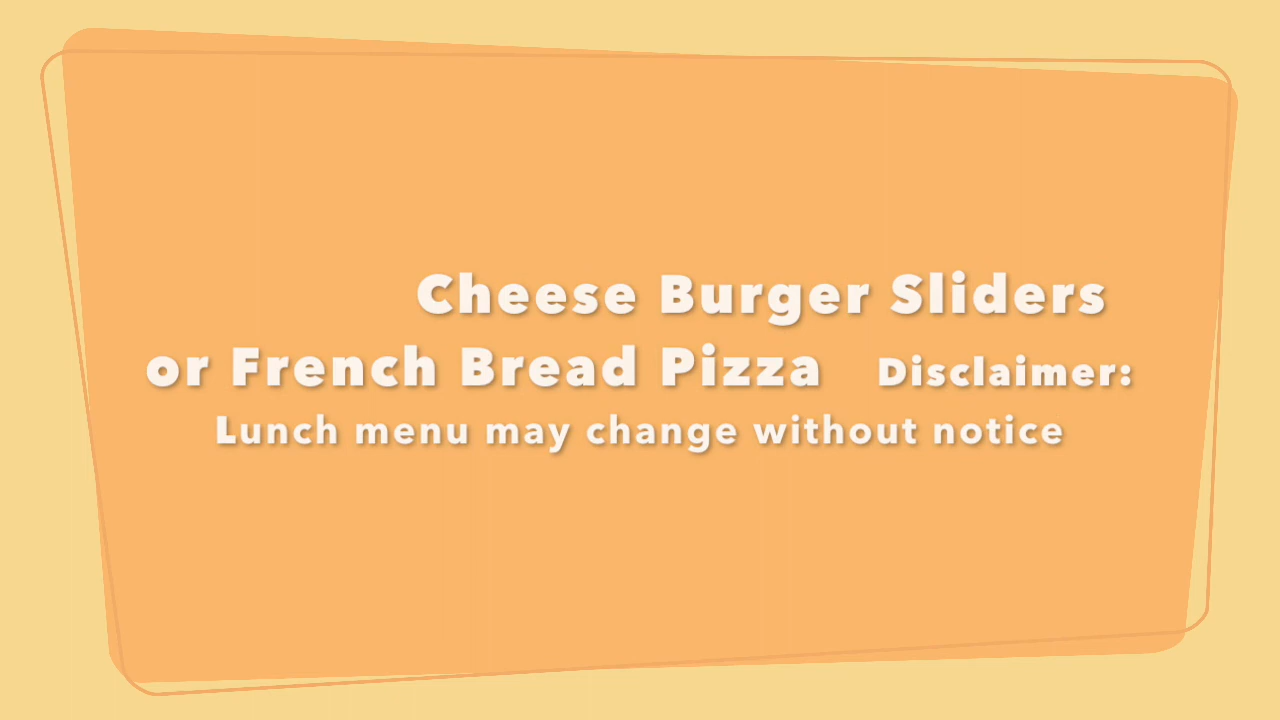 Cheese Burger Sliders
or French Bread Pizza Disclaimer:
Lunch menu may change without notice